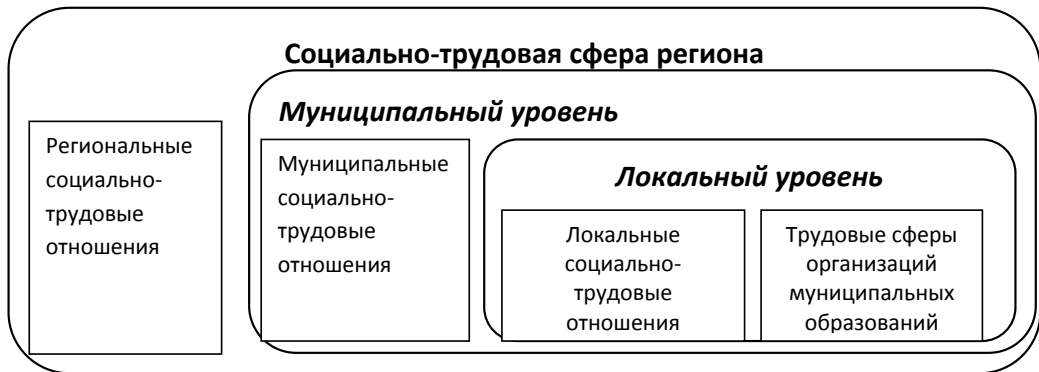 Социально-трудовая сфера региона
Муниципальный уровень
Региональные
социально-
трудовые
отношения
Муниципальные
социально-
трудовые
отношения
Локальный уровень
Локальные
социально-
трудовые
отношения
Трудовые сферы
организаций
муниципальных
образований